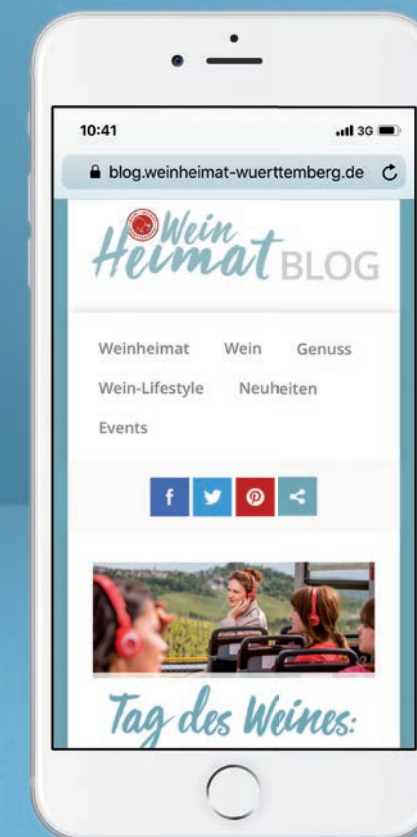 10:41 3G
blog.weinheimat-wuerttemberg.de
Wein
Heimat BLOG
Weinheimat Wein Genuss
Wein-Lifestyle Neuheiten
Events
Tag des Weines: